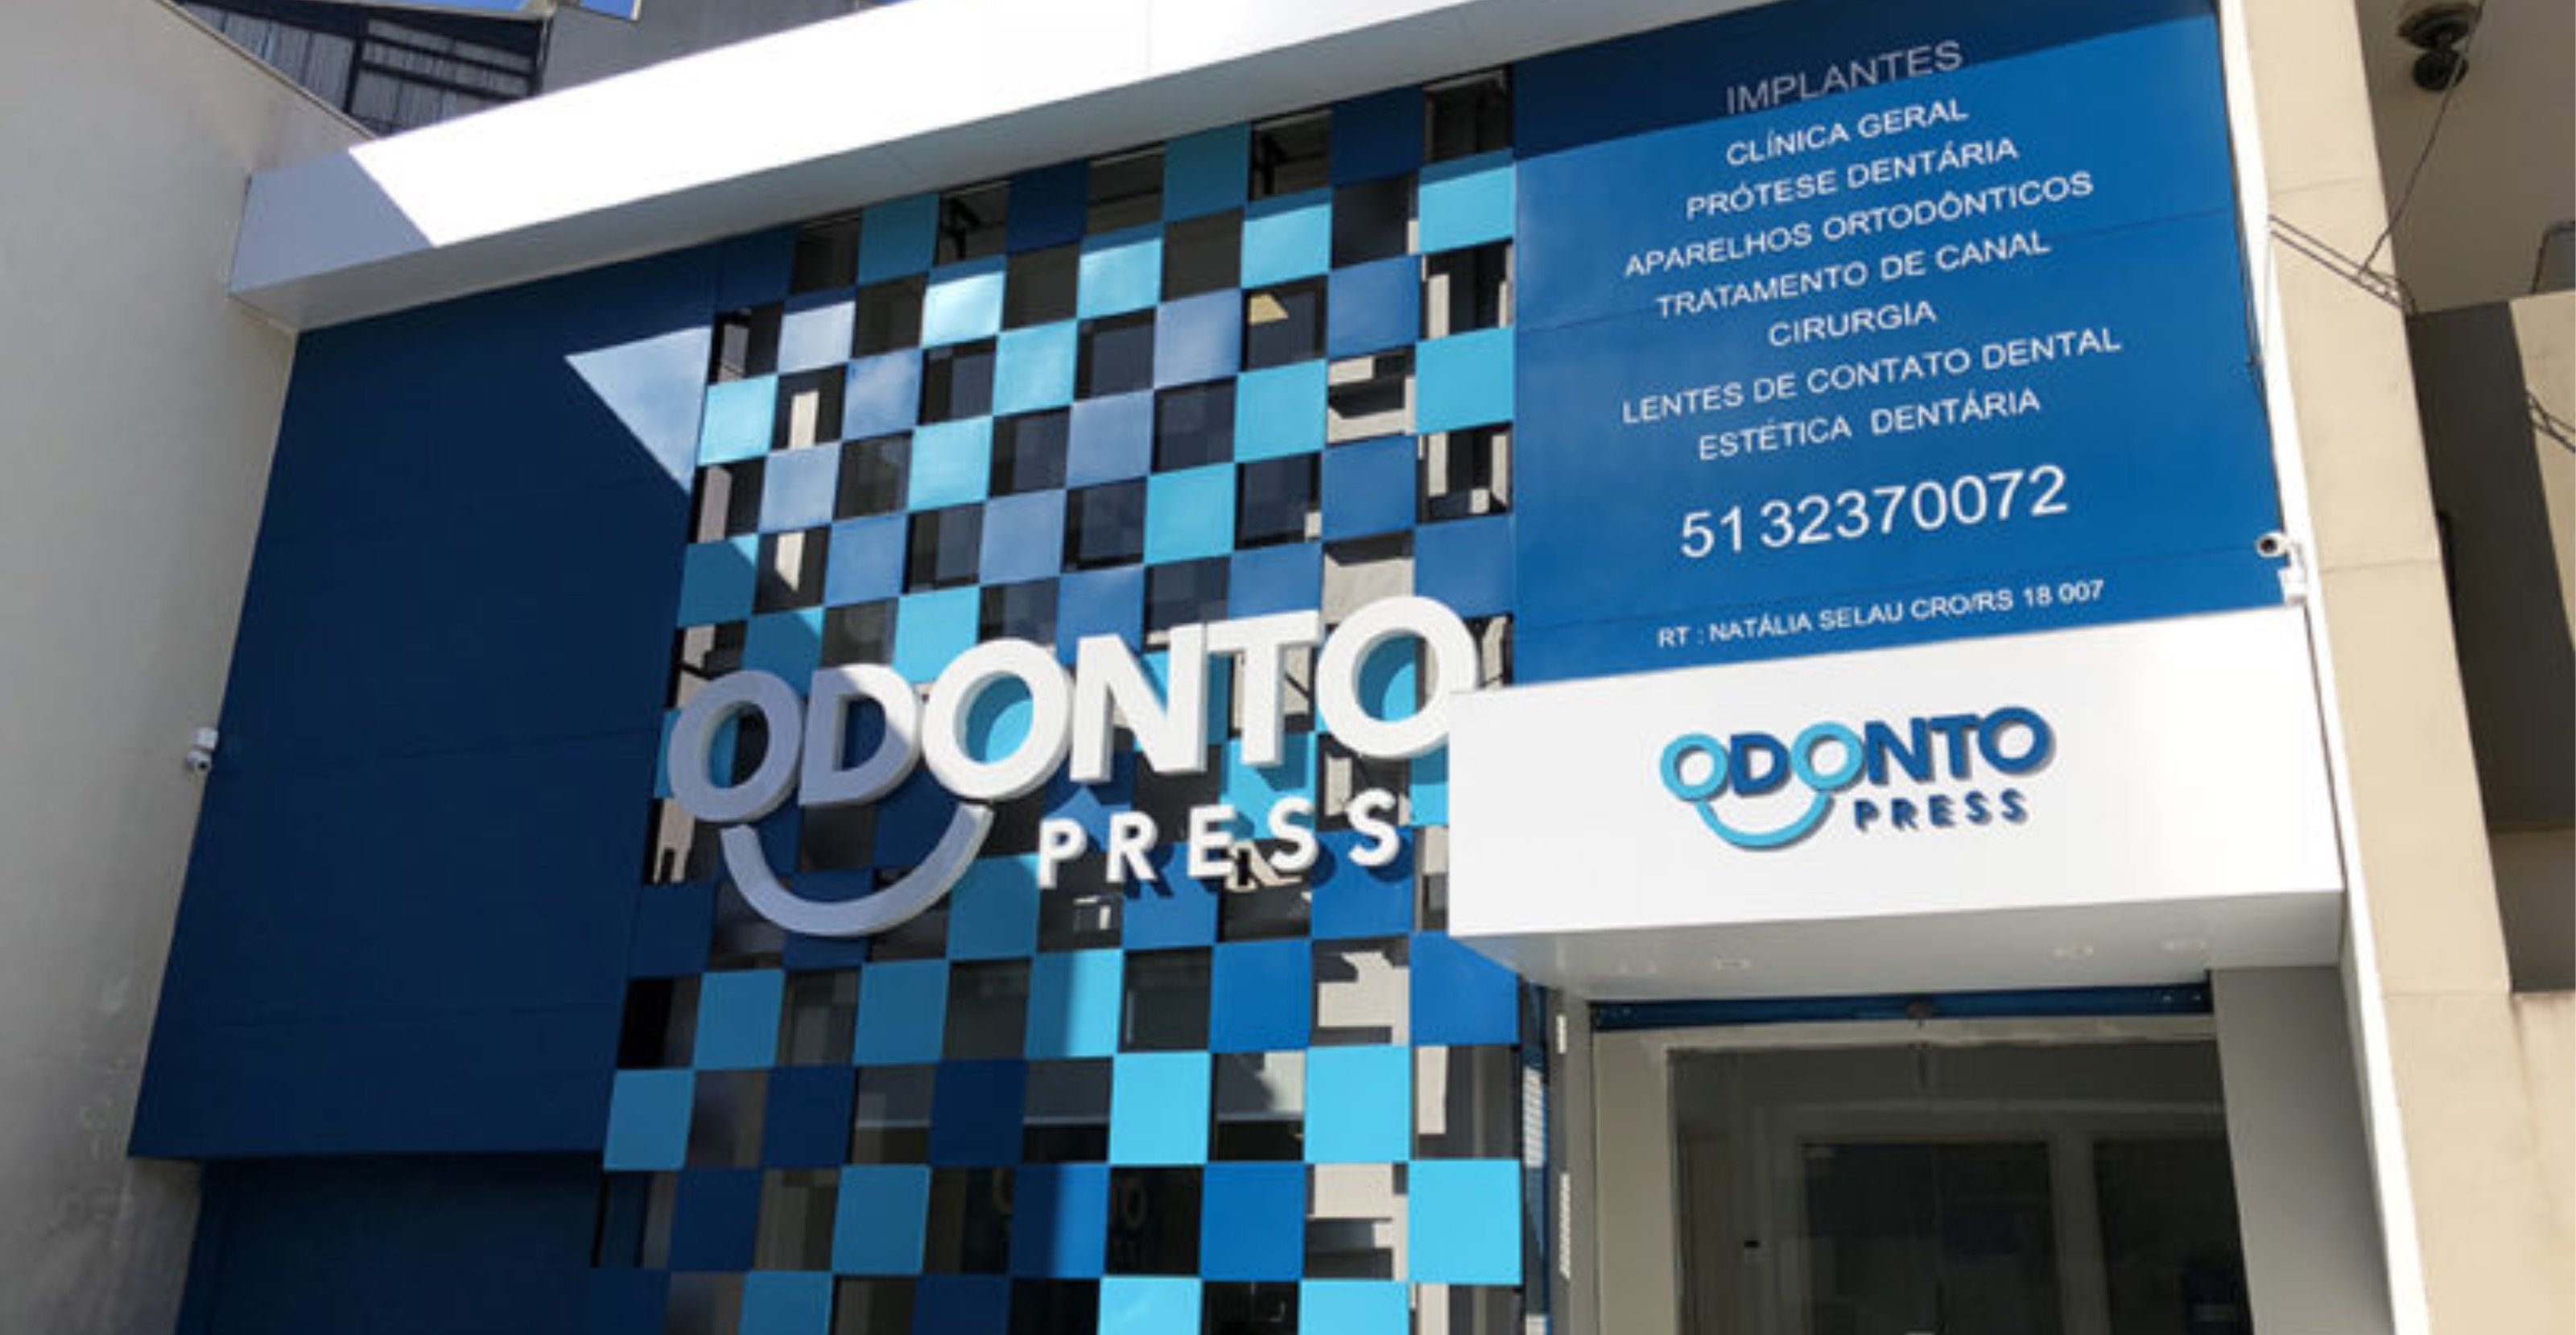 IMPLANTES
CLÍNICA GERAL
PRÓTESE DENTÁRIA
APARELHOS ORTODÔNTICOS
TRATAMENTO DE CANAL
CIRURGIA
LENTES DE CONTATO DENTAL
ESTÉTICA DENTÁRIA
51 32370072
RT : NATÁLIA SELAU CRO/RS 18 007
ODONTO
PRESS
ODONTO
PRESS